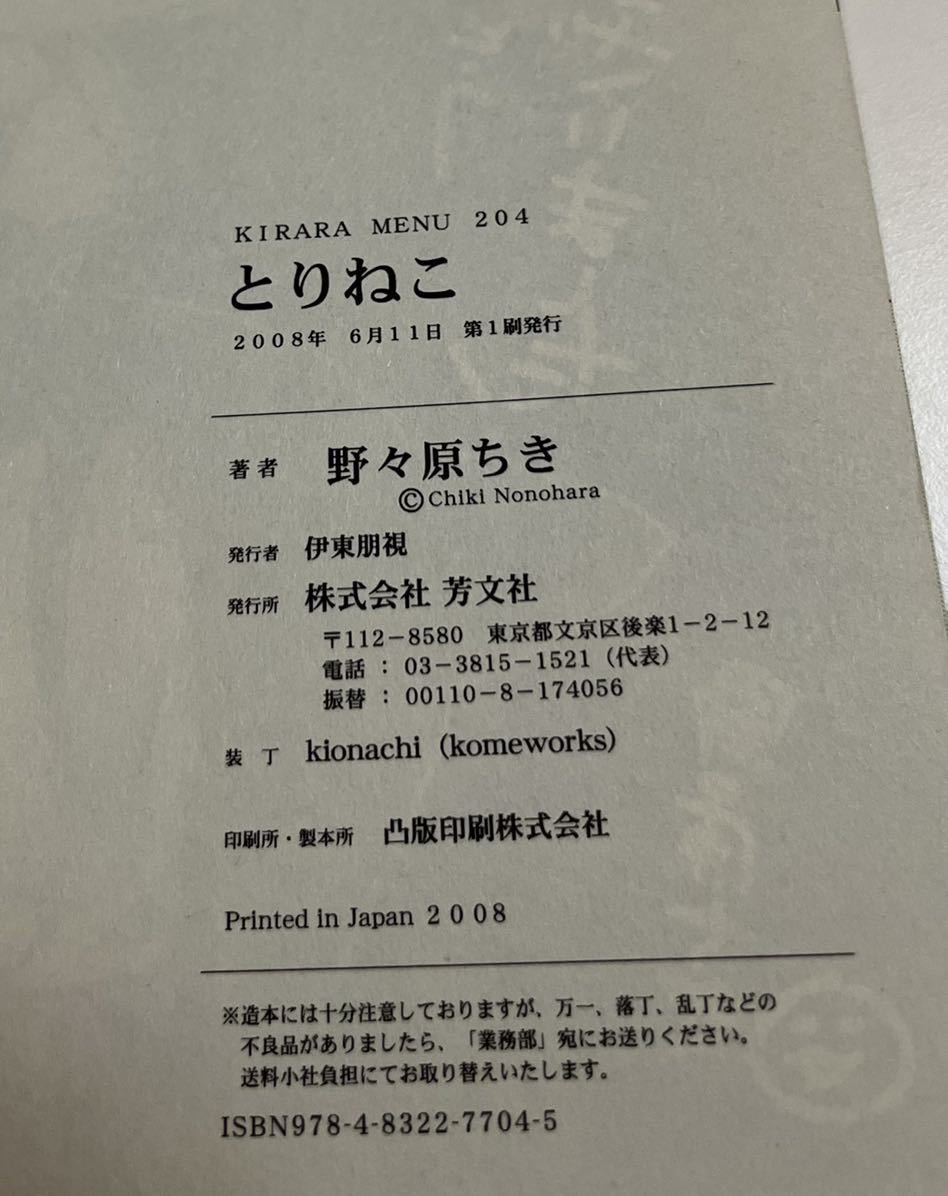 KIRARA MENU 204
とりねこ
2008年 6月11日 第1刷発行
著者 野々原ちき
©Chiki Nonohara
発行者 伊東朋視
発行所 株式会社 芳文社
〒112-8580 東京都文京区後楽1-2-12
電話 : 03-3815-1521 (代表)
振替 : 00110-8-174056
装 丁 kionachi (komeworks)
印刷所・製本所 凸版印刷株式会社
Printed in Japan 2008
※造本には十分注意しておりますが、万一、落丁、乱丁などの
不良品がありましたら、「業務部」宛にお送りください。
送料小社負担にてお取り替えいたします。
ISBN978-4-8322-7704-5